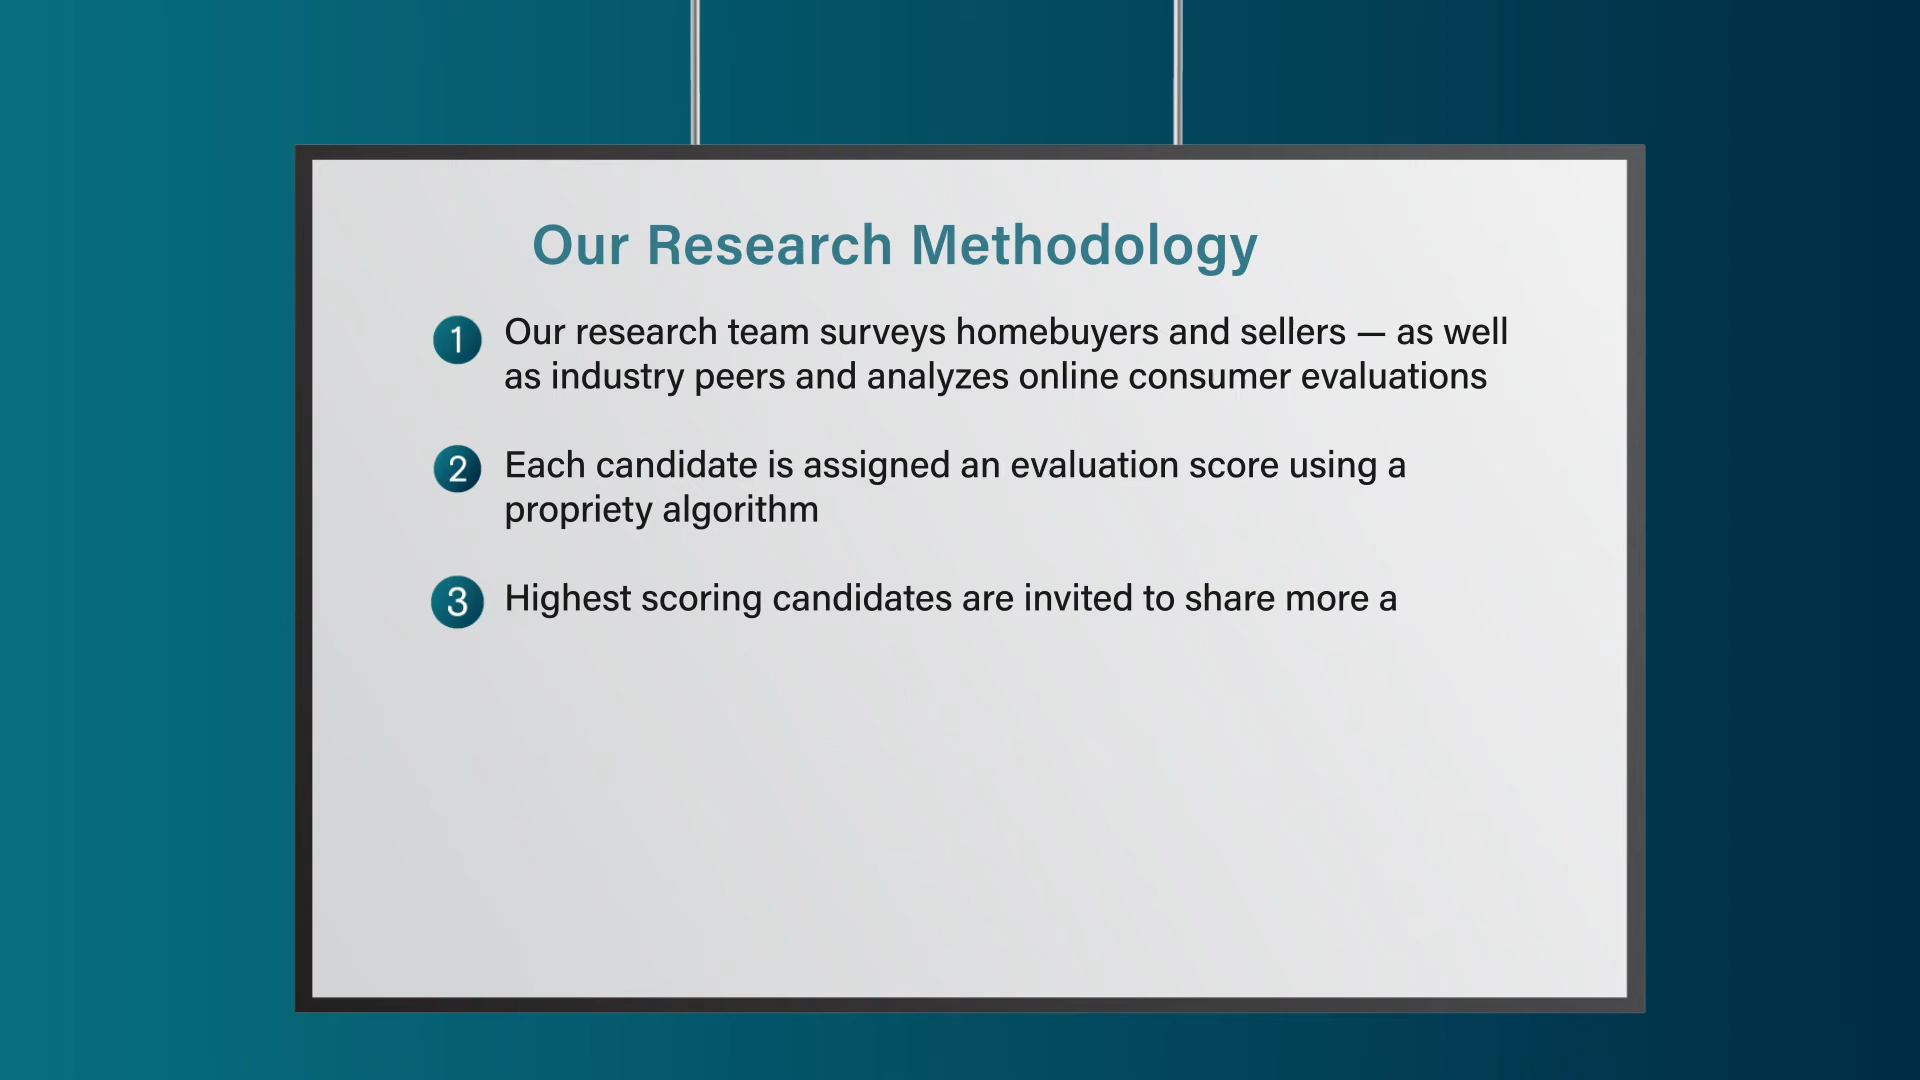 Our Research Methodology
1 Our research team surveys homebuyers and sellers — as well
as industry peers and analyzes online consumer evaluations
2 Each candidate is assigned an evaluation score using a
propriety algorithm
3 Highest scoring candidates are invited to share more a